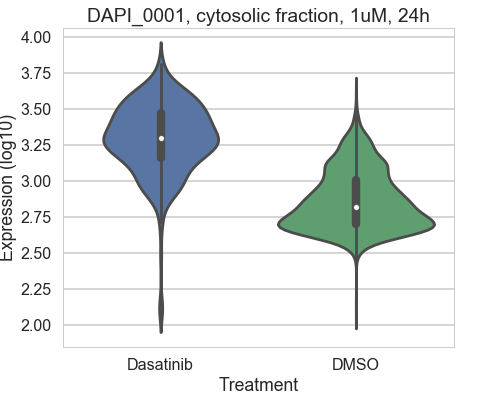 DAPI_0001, cytosolic fraction, 1uM, 24h
Expression (log10)
4.00
3.75
3.50
3.25
3.00
2.75
2.50
2.25
2.00
Dasatinib
DMSO
Treatment